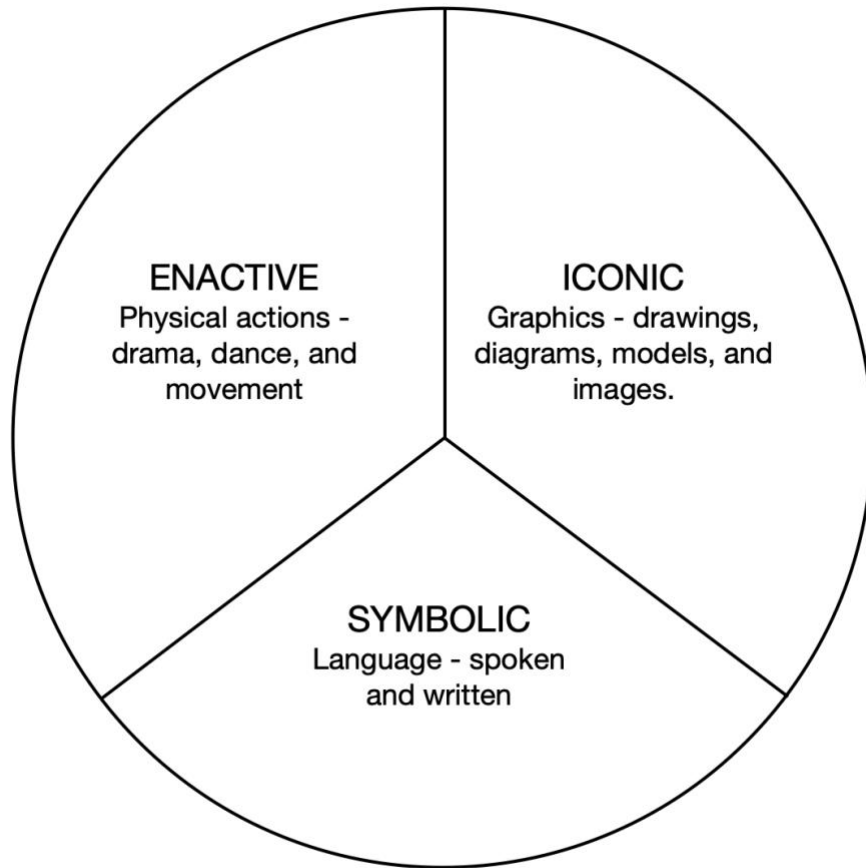 ENACTIVE
Physical actions -
drama, dance, and
movement
ICONIC
Graphics - drawings,
diagrams, models, and
images.
SYMBOLIC
Language - spoken
and written